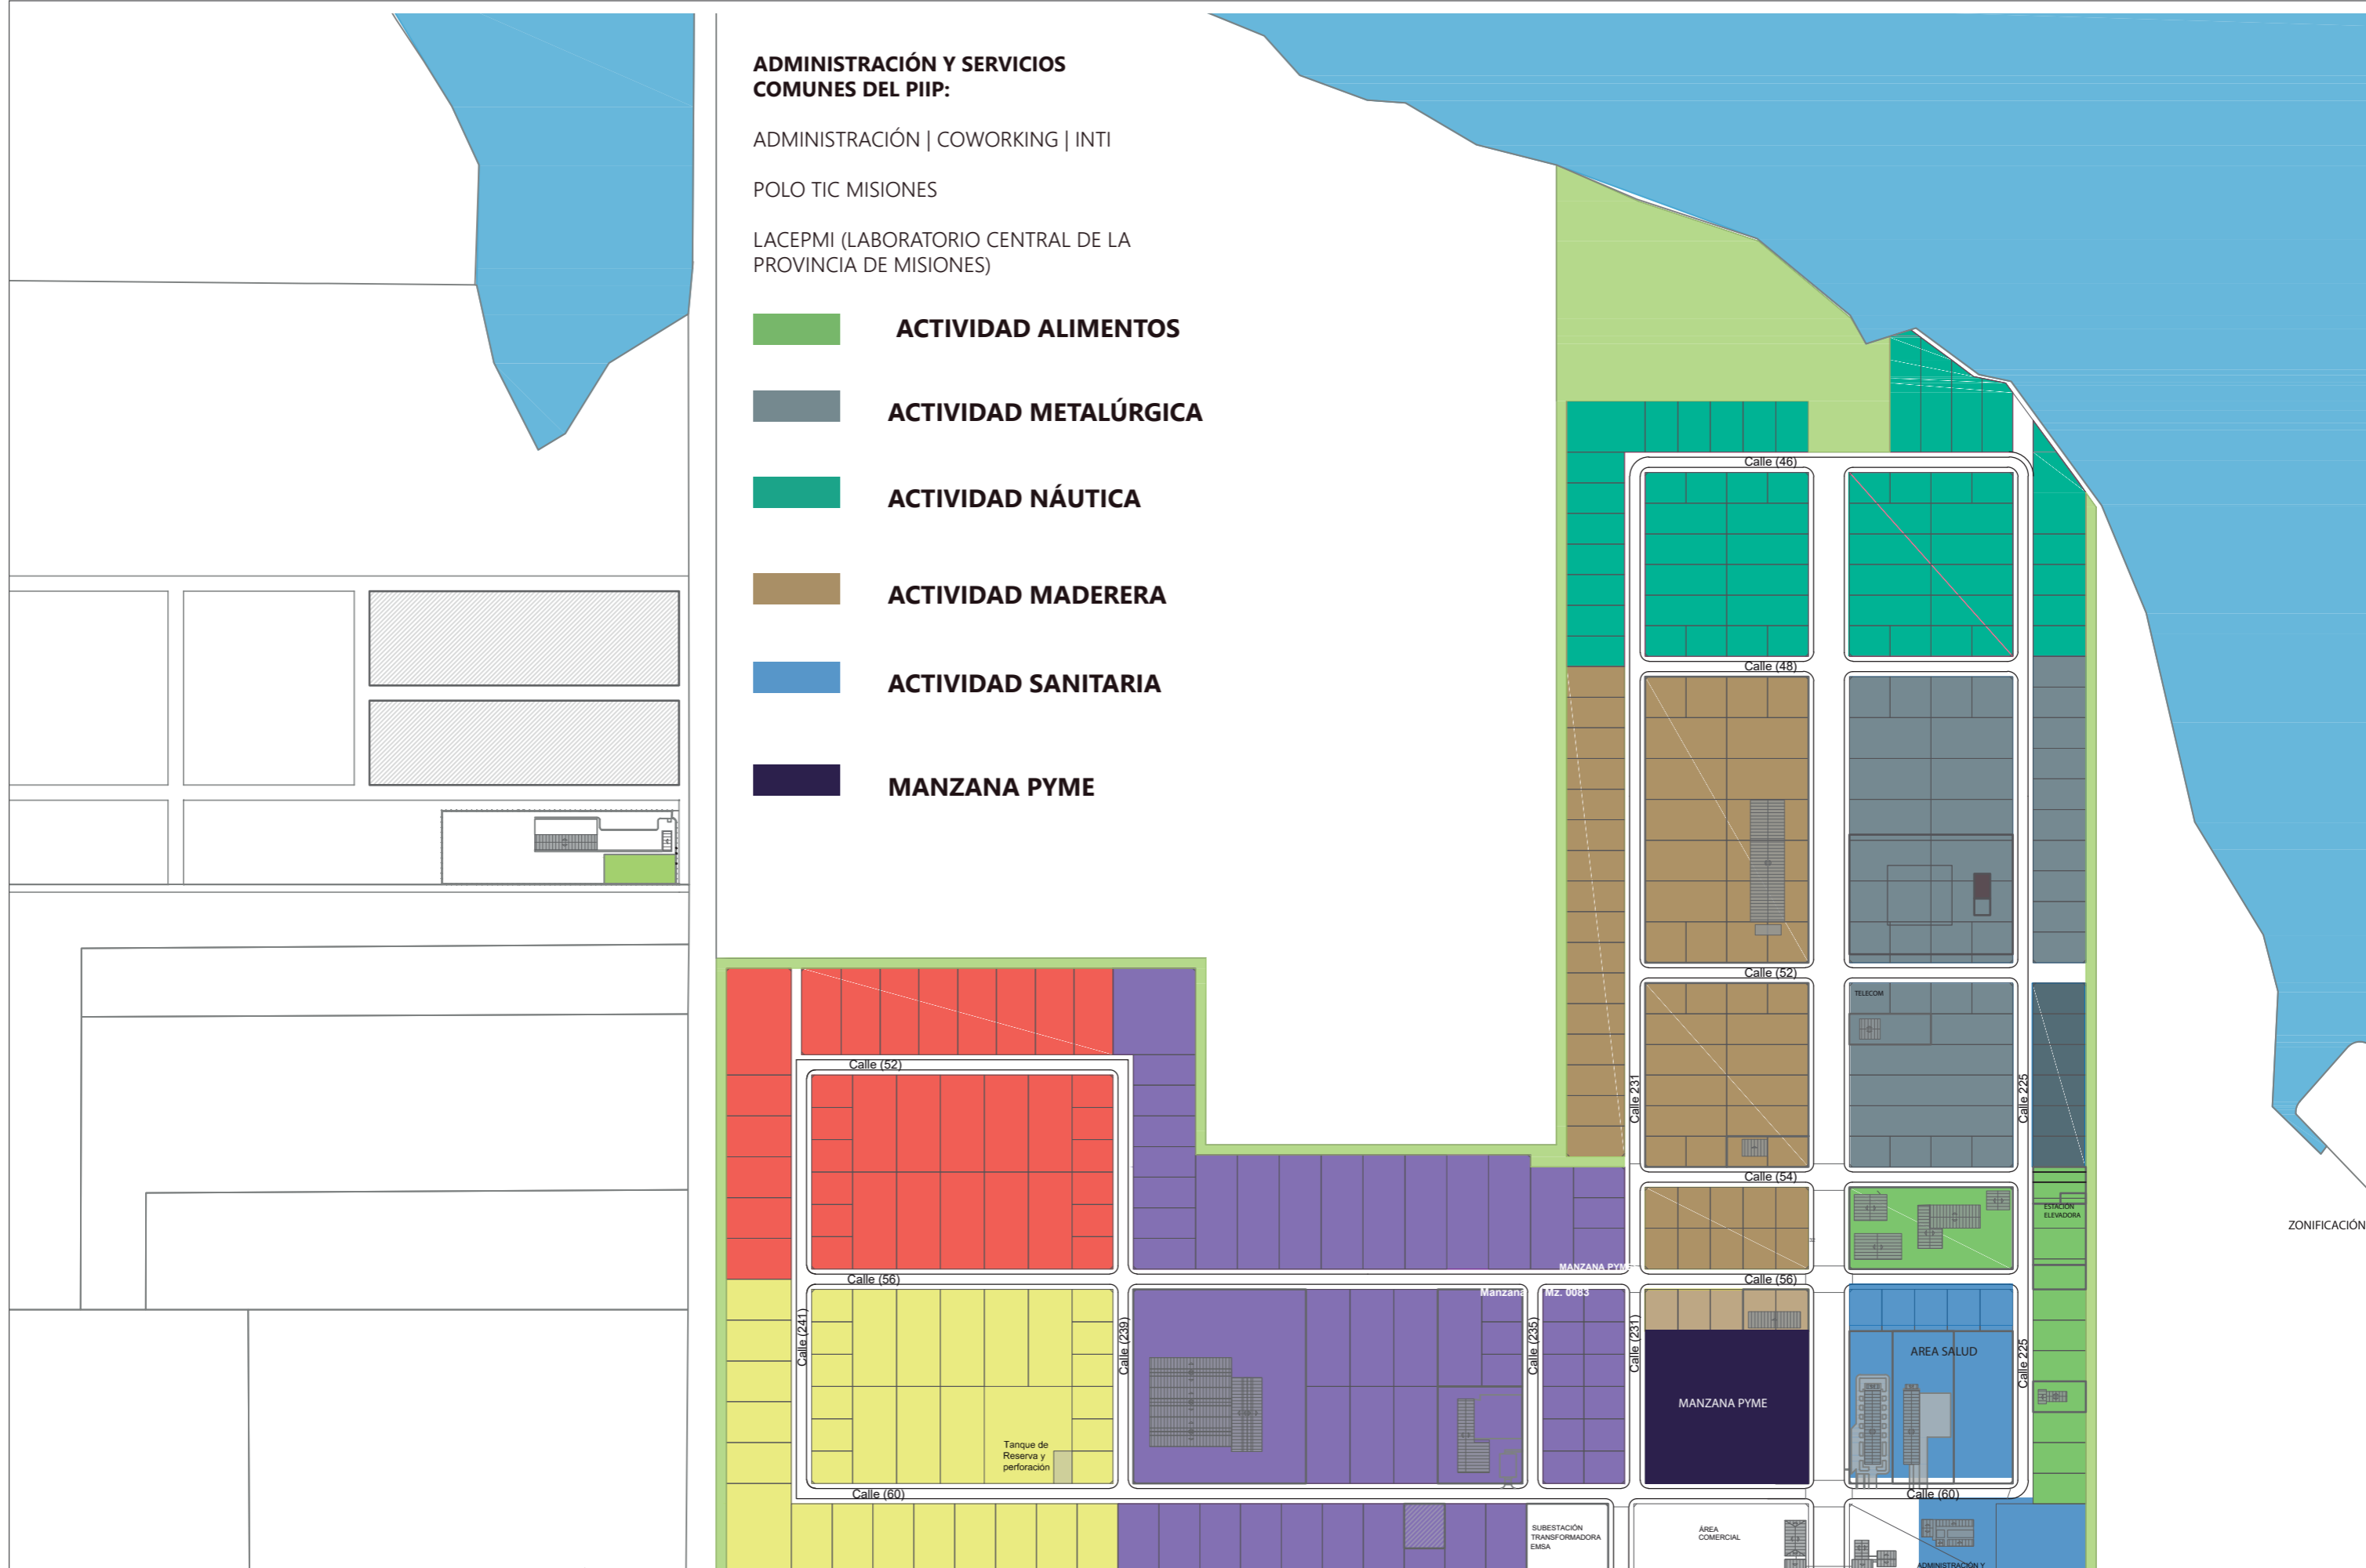 ADMINISTRACIÓN Y SERVICIOS
COMUNES DEL PIIP:
ADMINISTRACIÓN | COWORKING | INTI
POLO TIC MISIONES
LACEPMI (LABORATORIO CENTRAL DE LA
PROVINCIA DE MISIONES)
ACTIVIDAD ALIMENTOS
ACTIVIDAD METALÚRGICA
ACTIVIDAD NÁUTICA
ACTIVIDAD MADERERA
ACTIVIDAD SANITARIA
MANZANA PYME
Calle (46)
Calle (48)
Calle (52)
TELECOM
Calle (52)
Calle 231
Calle 225
Calle (54)
ESTACIÓN
ELEVADORA
ZONIFICACIÓN
MANZANA PYME
Calle (56)
Calle (56)
Manzana
Mz. 0083
Calle (241)
Calle (239)
Calle (235)
Calle (231)
Calle 225
AREA SALUD
MANZANA PYME
Tanque de
Reserva y
perforación
Calle (60)
Calle (60)
SUBESTACIÓN
TRANSFORMADORA
EMSA
ÁREA
COMERCIAL
ADMINISTRACIÓN Y